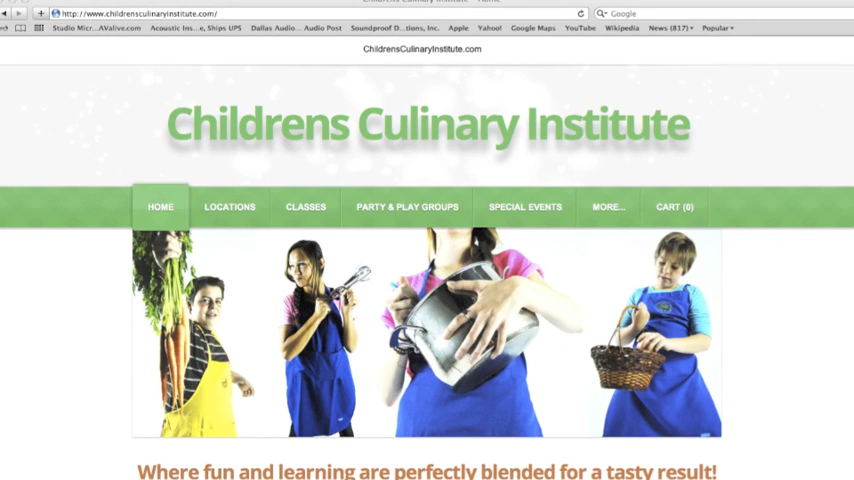 http://www.childrensculinaryinstitute.com/
Google
Studio Micr...AValive.com Acoustic Ins...e, Ships UPS Dallas Audio... Audio Post Soundproof D...tions, Inc. Apple Yahoo! Google Maps YouTube Wikipedia News (817) Popular
ChildrensCulinaryInstitute.com
Childrens Culinary Institute
HOME LOCATIONS CLASSES PARTY & PLAY GROUPS SPECIAL EVENTS MORE... CART (0)
Where fun and learning are perfectly blended for a tasty result!